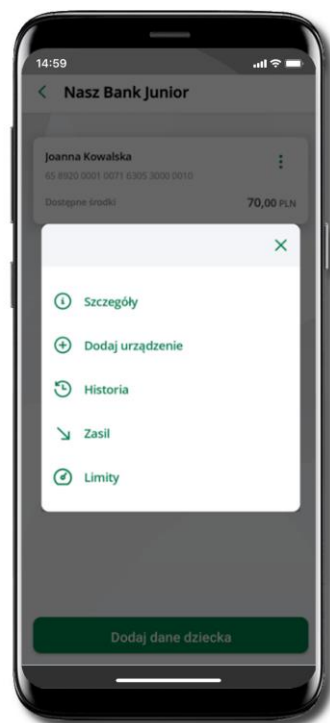 14:59
Nasz Bank Junior
Joanna Kowalska
65 8920 0001 0071 6305 3000 0010
Dostępne środki 70,00 PLN
Szczegóły
Dodaj urządzenie
Historia
Zasil
Limity
Dodaj dane dziecka